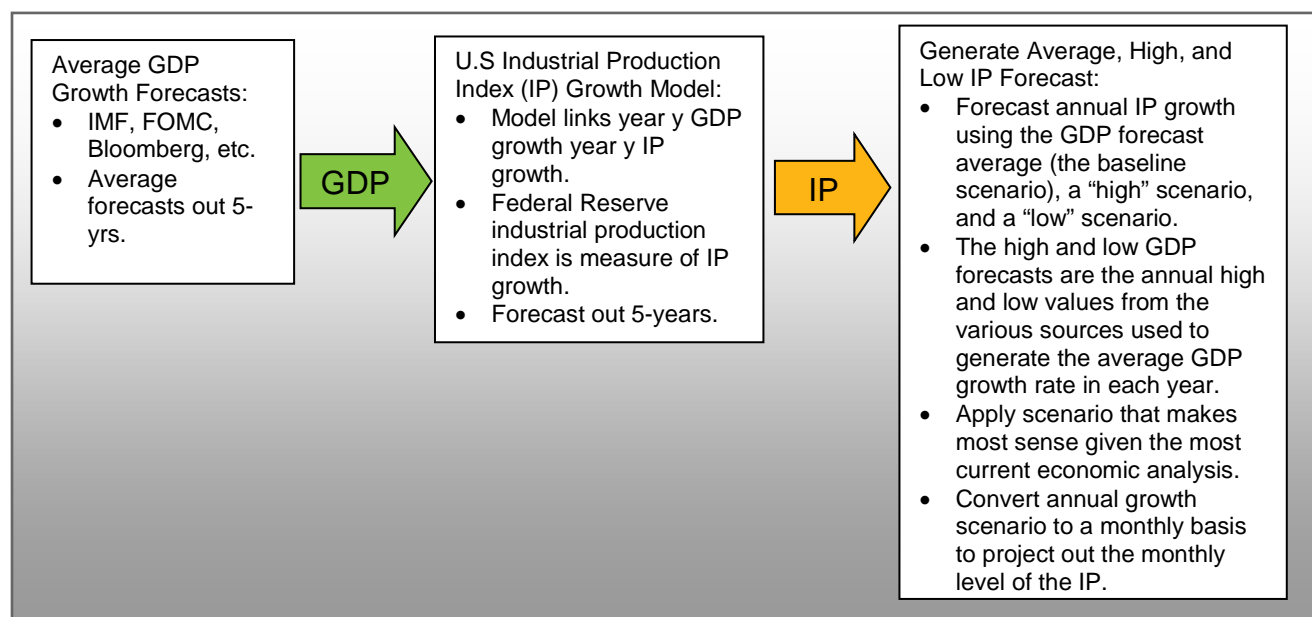 Average GDP
Growth Forecasts:
• IMF, FOMC,
Bloomberg, etc.
• Average
forecasts out 5-
yrs.
GDP
U.S Industrial Production
Index (IP) Growth Model:
• Model links year y GDP
growth year y IP
growth.
• Federal Reserve
industrial production
index is measure of IP
growth.
• Forecast out 5-years.
IP
Generate Average, High, and
Low IP Forecast:
• Forecast annual IP growth
using the GDP forecast
average (the baseline
scenario), a “high” scenario,
and a “low” scenario.
• The high and low GDP
forecasts are the annual high
and low values from the
various sources used to
generate the average GDP
growth rate in each year.
• Apply scenario that makes
most sense given the most
current economic analysis.
• Convert annual growth
scenario to a monthly basis
to project out the monthly
level of the IP.